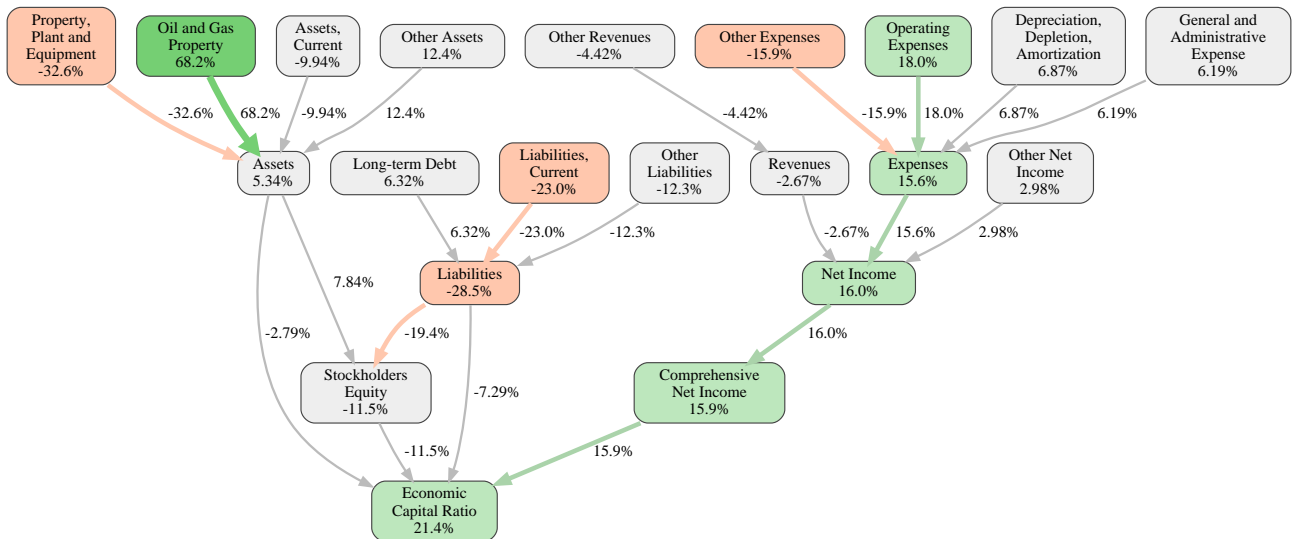 Property,
Plant and
Equipment
-32.6%
Oil and Gas
Property
68.2%
Assets,
Current
-9.94%
Other Assets
12.4%
Other Revenues
-4.42%
Other Expenses
-15.9%
Operating
Expenses
18.0%
Depreciation,
Depletion,
Amortization
6.87%
General and
Administrative
Expense
6.19%
-32.6%
68.2%
-9.94%
12.4%
-4.42%
-15.9%
18.0%
6.87%
6.19%
Assets
5.34%
Long-term Debt
6.32%
Liabilities,
Current
-23.0%
Other
Liabilities
-12.3%
Revenues
-2.67%
Expenses
15.6%
Other Net
Income
2.98%
6.32%
-23.0%
-12.3%
-2.67%
15.6%
2.98%
Liabilities
-28.5%
Net Income
16.0%
7.84%
-2.79%
-19.4%
16.0%
Stockholders
Equity
-11.5%
-7.29%
Comprehensive
Net Income
15.9%
-11.5%
15.9%
Economic
Capital Ratio
21.4%